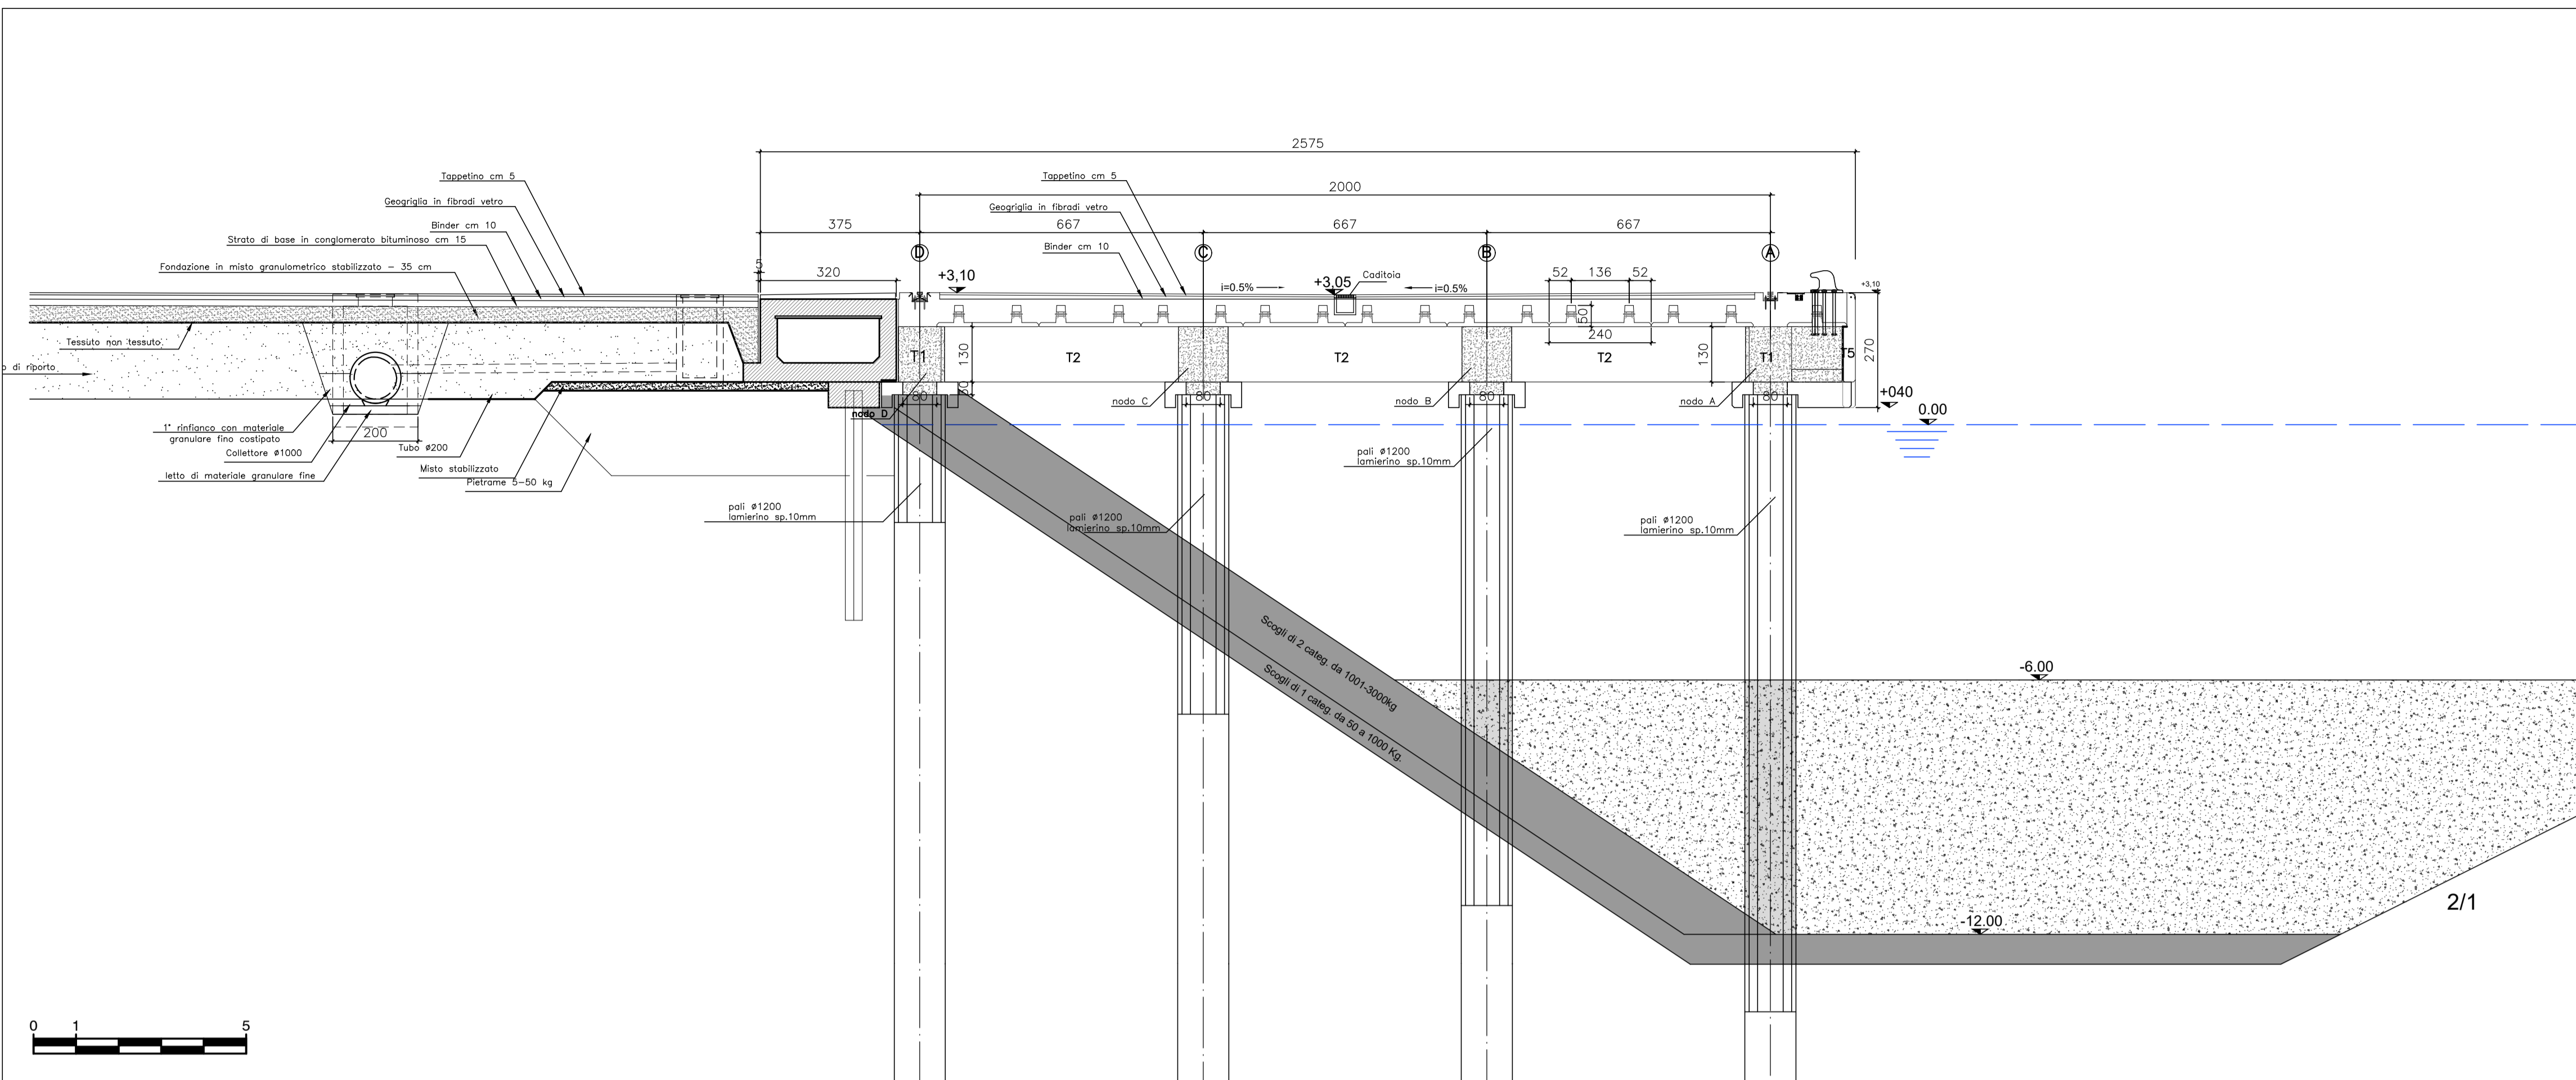 2575
Tappetino cm 5
Tappetino cm 5
2000
Geogriglia in fibradi vetro
Geogriglia in fibradi vetro
Binder cm 10
375
667
667
667
Strato di base in conglomerato bituminoso cm 15
Binder cm 10
D
C
B
A
Fondazione in misto granulometrico stabilizzato - 35 cm
5
320
+3,10
+3,05
Caditoia
52
136
52
i=0.5%
i=0.5%
+3,10
50
240
Tessuto non tessuto
T1
130
T2
T2
T2
130
T1
T5
270
o di riporto
80
80
80
80
+040
nodo D
nodo C
nodo B
nodo A
0.00
1° rinfianco con materiale
granulare fino costipato
200
Tubo ø200
Collettore ø1000
letto di materiale granulare fine
Misto stabilizzato
Pietrame 5-50 kg
pali ø1200
lamierino sp.10mm
pali ø1200
lamierino sp.10mm
pali ø1200
lamierino sp.10mm
pali ø1200
lamierino sp.10mm
Scogli di 2 categ. da 1001-3000kg
Scogli di 1 categ. da 50 a 1000 Kg.
-6.00
2/1
-12.00
0
1
5